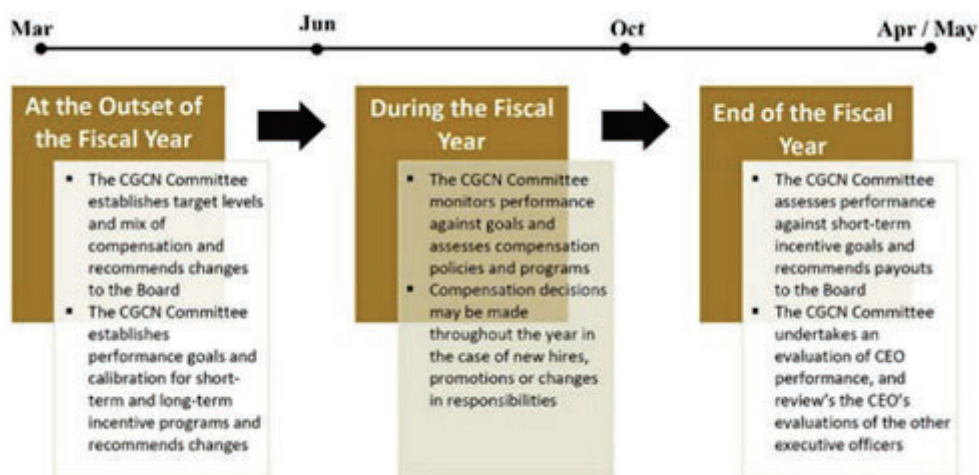 Mar
Jun
Oct
Apr / May
At the Outset of
the Fiscal Year
▪ The CGCN Committee
establishes target levels
and mix of
compensation and
recommends changes
to the Board
▪ The CGCN Committee
establishes
performance goals and
calibration for short-
term and long-term
incentive programs and
recommends changes
During the Fiscal
Year
▪ The CGCN Committee
monitors performance
against goals and
assesses compensation
policies and programs
▪ Compensation decisions
may be made
throughout the year in
the case of new hires,
promotions or changes
in responsibilities
End of the Fiscal
Year
▪ The CGCN Committee
assesses performance
against short-term
incentive goals and
recommends payouts
to the Board
▪ The CGCN Committee
undertakes an
evaluation of CEO
performance, and
review's the CEO's
evaluations of the other
executive officers